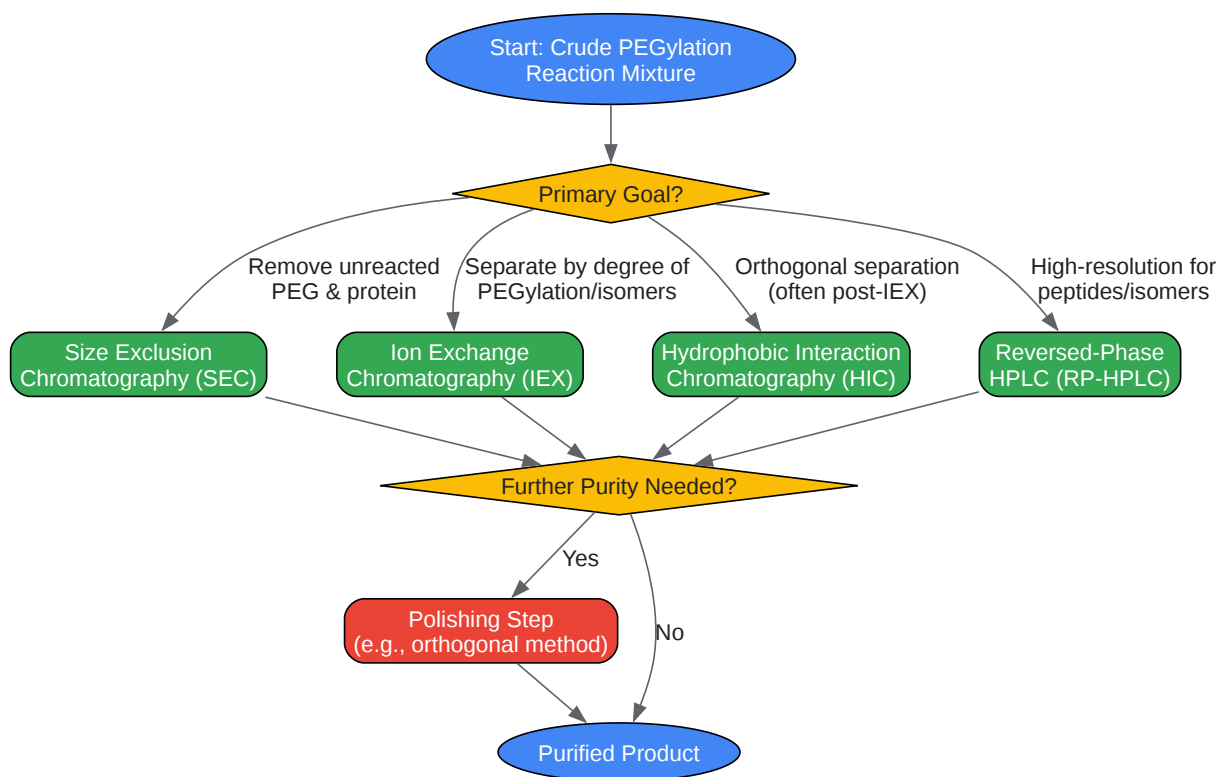 Start: Crude PEGylation
Reaction Mixture
Primary Goal?
Remove unreacted
PEG & protein
Separate by degree of
PEGylation/isomers
Orthogonal separation
(often post-IEX)
High-resolution for
peptides/isomers
Size Exclusion
Chromatography (SEC)
Ion Exchange
Chromatography (IEX)
Hydrophobic Interaction
Chromatography (HIC)
Reversed-Phase
HPLC (RP-HPLC)
Further Purity Needed?
Yes
No
Polishing Step
(e.g., orthogonal method)
Purified Product